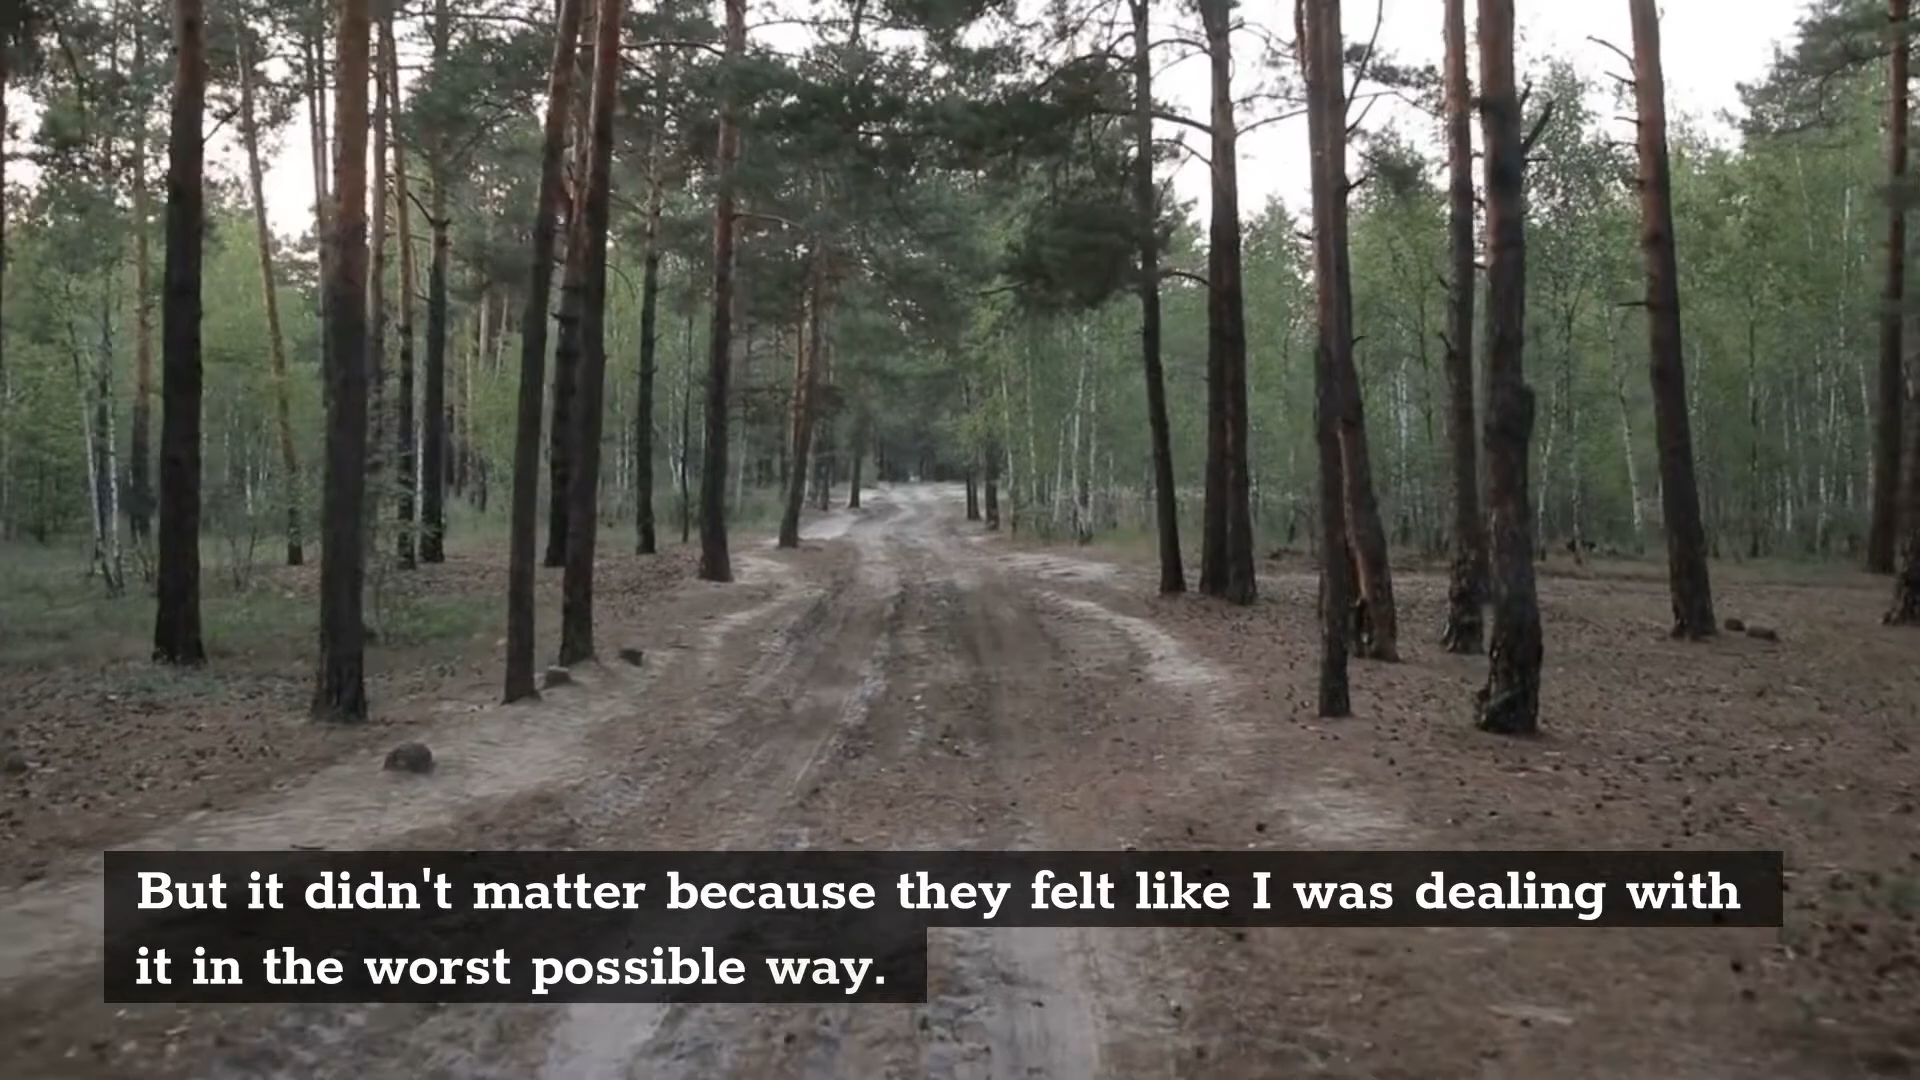 But it didn't matter because they felt like I was dealing with
it in the worst possible way.